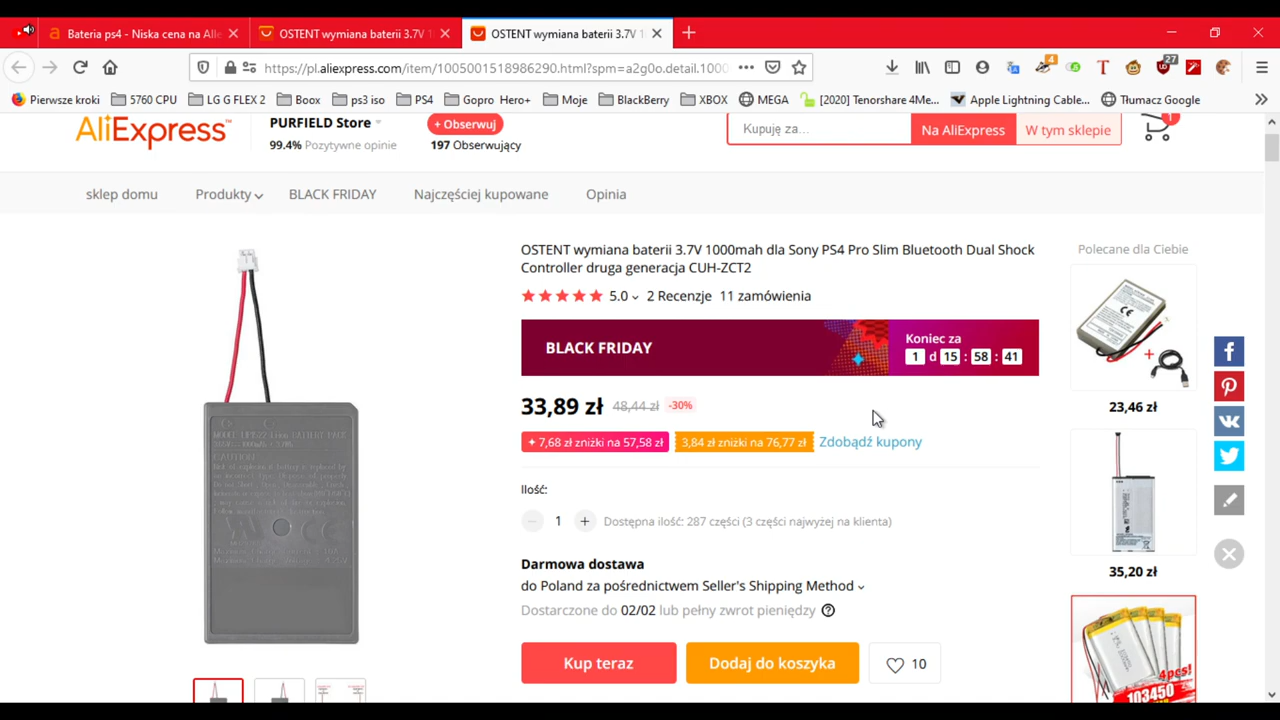 Bateria ps4 - Niska cena na Alle
OSTENT wymiana baterii 3.7V 1
OSTENT wymiana baterii 3.7V 1
https://pl.aliexpress.com/item/1005001518986290.html?spm=a2g0o.detail.1000
4
27
Pierwsze kroki
5760 CPU
LG G FLEX 2
Boox
ps3 iso
PS4
Gopro Hero+
Moje
BlackBerry
XBOX
MEGA
[2020] Tenorshare 4Me...
Apple Lightning Cable...
Tłumacz Google
AliExpress
PURFIELD Store
99.4% Pozytywne opinie
+ Obserwuj
197 Obserwujący
Kupuję za...
Na AliExpress
W tym sklepie
1
sklep domu
Produkty
BLACK FRIDAY
Najczęściej kupowane
Opinia
OSTENT wymiana baterii 3.7V 1000mah dla Sony PS4 Pro Slim Bluetooth Dual Shock
Controller druga generacja CUH-ZCT2
5.0
2 Recenzje
11 zamówienia
BLACK FRIDAY
Koniec za
1 d 15 : 58 : 41
33,89 zł
48,44 zł
-30%
7,68 zł zniżki na 57,58 zł
3,84 zł zniżki na 76,77 zł
Zdobądź kupony
Ilość:
1
Dostępna ilość: 287 części (3 części najwyżej na klienta)
Darmowa dostawa
do Poland za pośrednictwem Seller's Shipping Method
Dostarczone do 02/02 lub pełny zwrot pieniędzy
Kup teraz
Dodaj do koszyka
10
CAUTION
Polecane dla Ciebie
23,46 zł
35,20 zł
4pcs!
103450